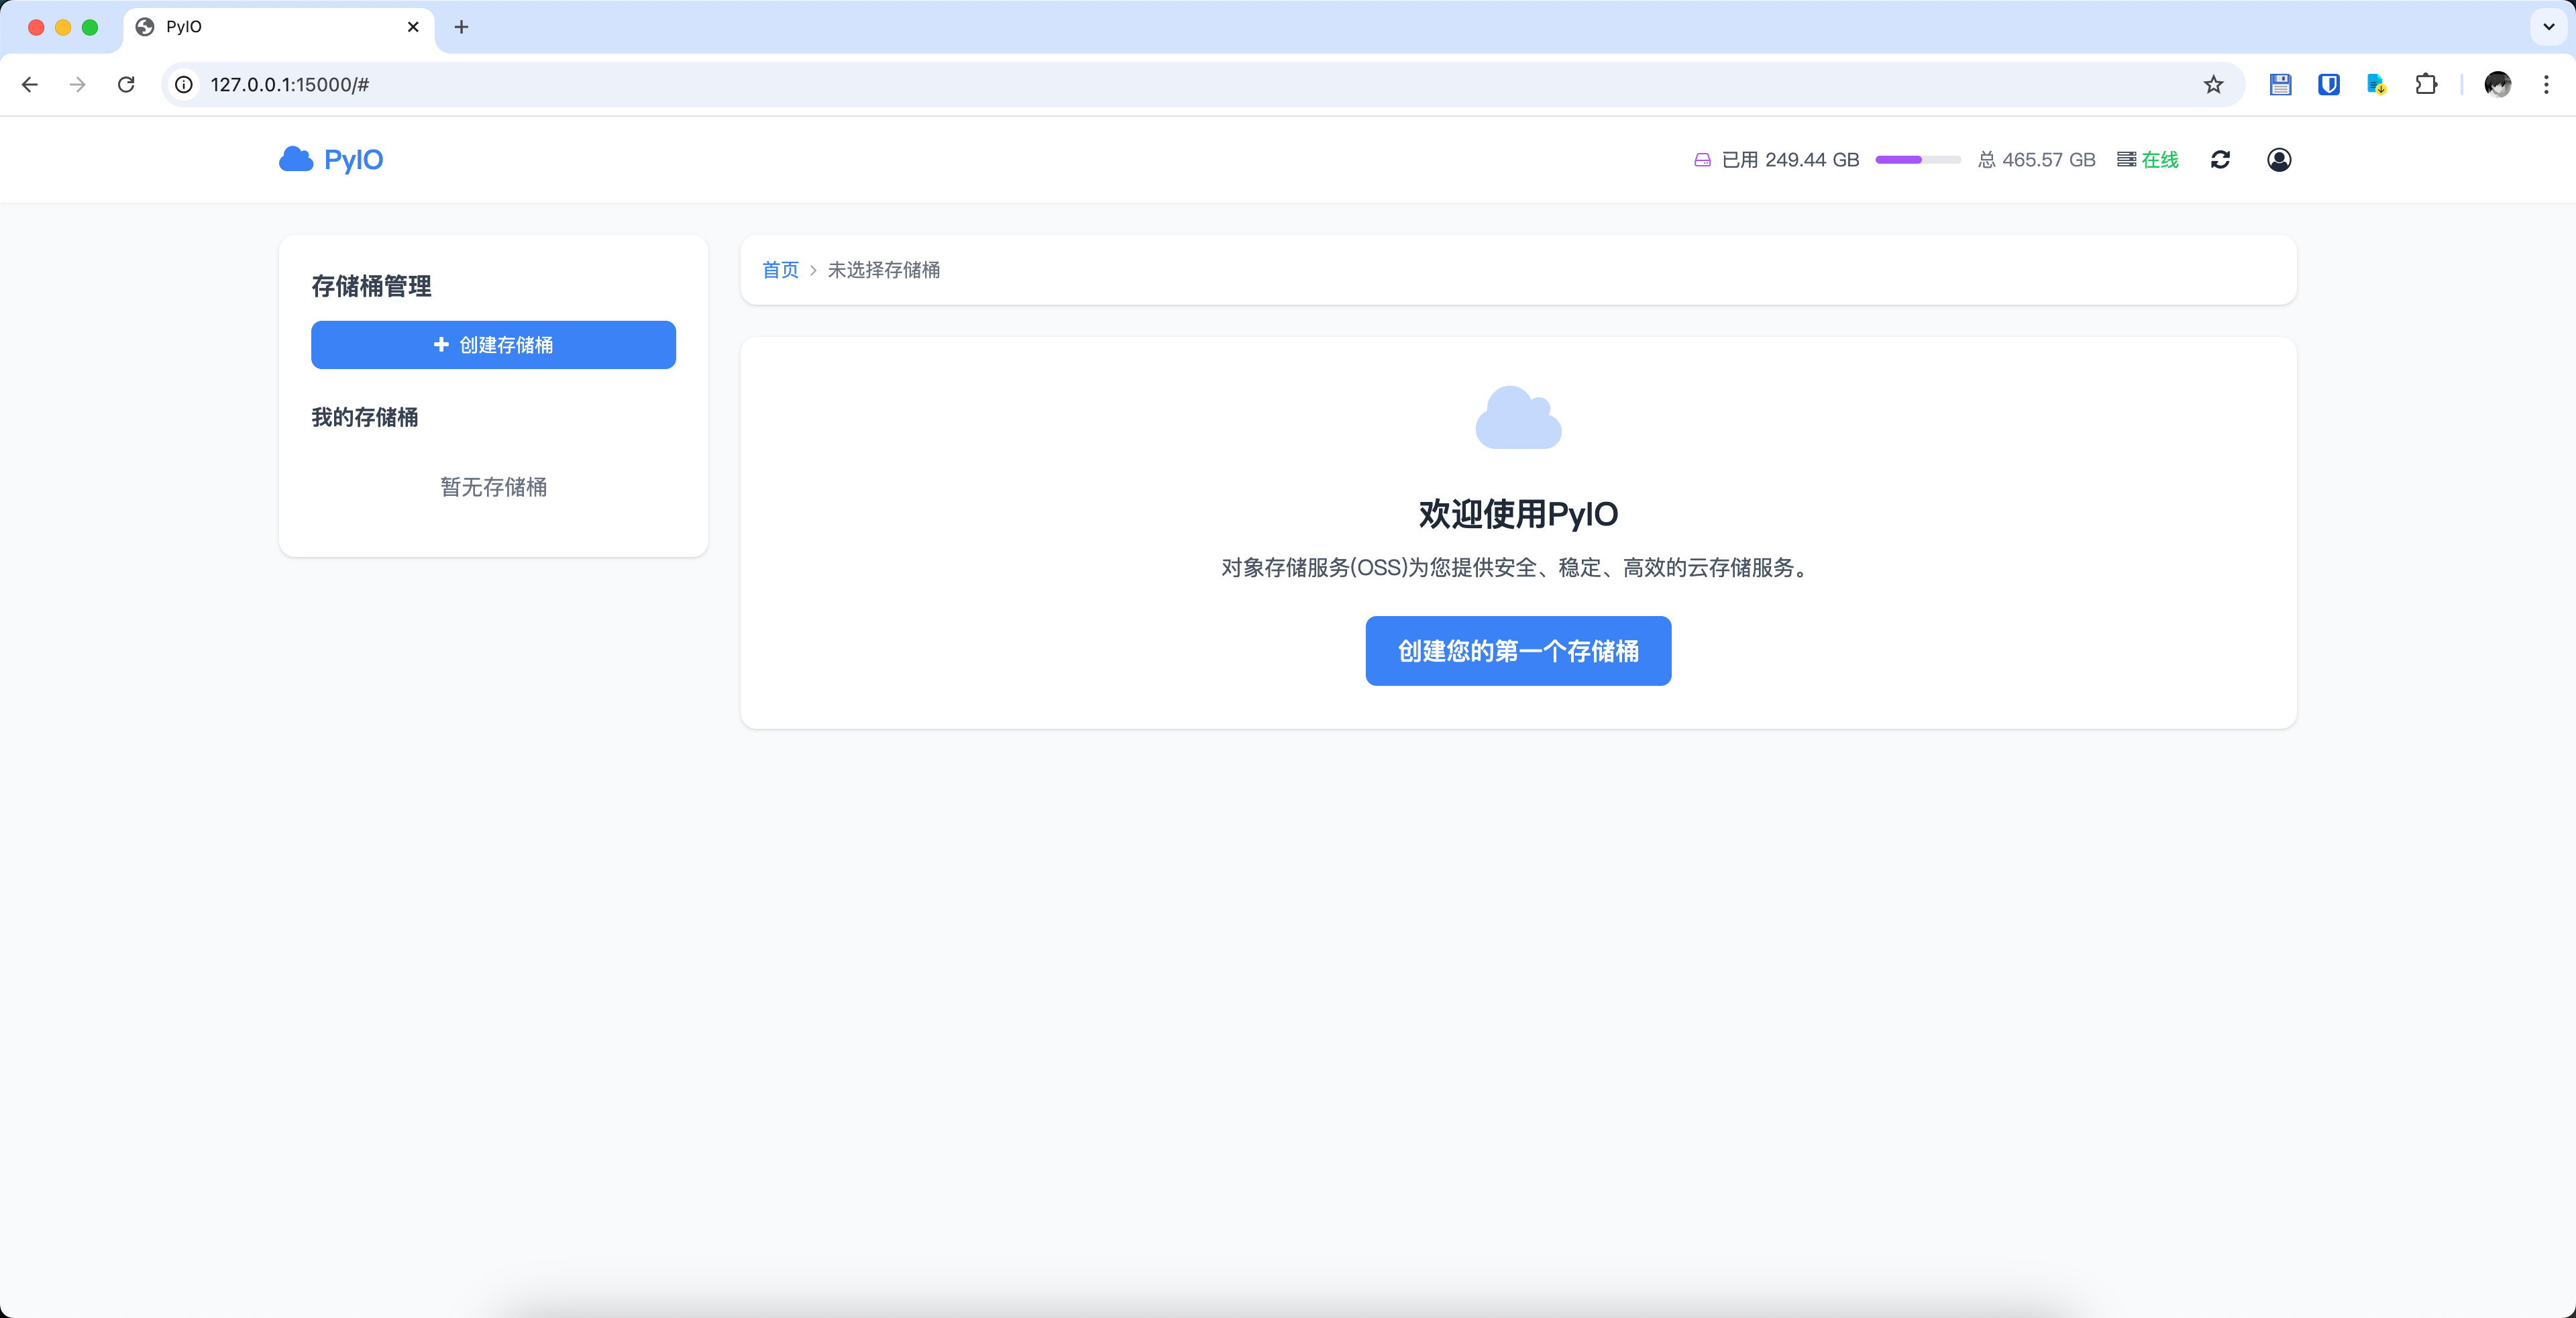 PyIO
127.0.0.1:15000/#
PyIO
已用 249.44 GB 总 465.57 GB 在线
存储桶管理
创建存储桶
我的存储桶
暂无存储桶
首页 > 未选择存储桶
欢迎使用PyIO
对象存储服务(OSS)为您提供安全、稳定、高效的云存储服务。
创建您的第一个存储桶